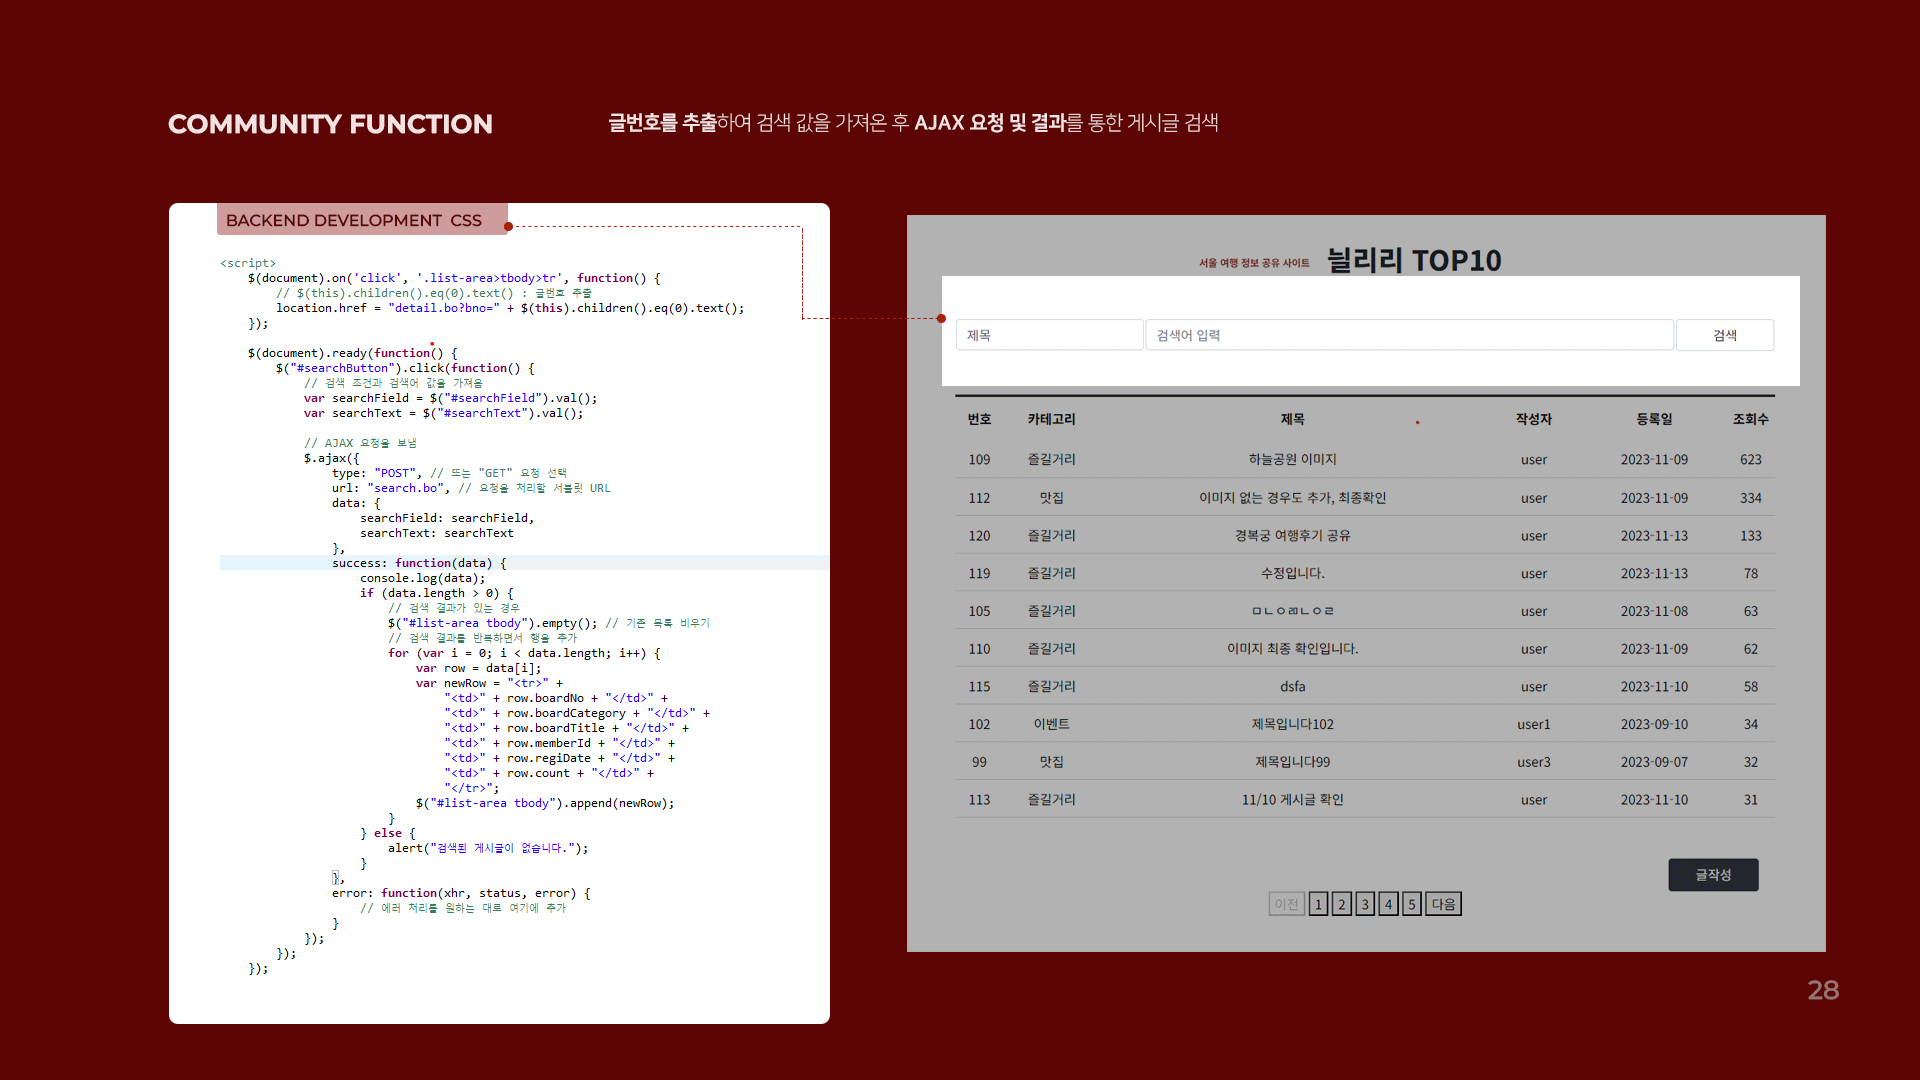 COMMUNITY FUNCTION
글번호를 추출하여 검색 값을 가져온 후 AJAX 요청 및 결과를 통한 게시글 검색
BACKEND DEVELOPMENT CSS
<script>
$(document).on('click', '.list-area>tbody>tr', function() {
// $(this).children().eq(0).text() : 글번호 추출
location.href = "detail.bo?bno=" + $(this).children().eq(0).text();
});
$(document).ready(function() {
$("#searchButton").click(function() {
// 검색 조건과 검색어 값을 가져옴
var searchField = $("#searchField").val();
var searchText = $("#searchText").val();
// AJAX 요청을 보냄
$.ajax({
type: "POST", // 또는 "GET" 요청 선택
url: "search.bo", // 요청을 처리할 서블릿 URL
data: {
searchField: searchField,
searchText: searchText
},
success: function(data) {
console.log(data);
if (data.length > 0) {
// 검색 결과가 있는 경우
$("#list-area tbody").empty(); // 기존 목록 비우기
// 검색 결과를 반복하면서 행을 추가
for (var i = 0; i < data.length; i++) {
var row = data[i];
var newRow = "<tr>" +
"<td>" + row.boardNo + "</td>" +
"<td>" + row.boardCategory + "</td>" +
"<td>" + row.boardTitle + "</td>" +
"<td>" + row.memberId + "</td>" +
"<td>" + row.regiDate + "</td>" +
"<td>" + row.count + "</td>" +
"</tr>";
$("#list-area tbody").append(newRow);
}
} else {
alert("검색된 게시글이 없습니다.");
}
},
error: function(xhr, status, error) {
// 에러 처리를 원하는 대로 여기에 추가
}
});
});
});
서울 여행 정보 공유 사이트 닐리리 TOP10
제목 검색어 입력 검색
번호 카테고리 제목 작성자 등록일 조회수
109 즐길거리 하늘공원 이미지 user 2023-11-09 623
112 맛집 이미지 없는 경우도 추가, 최종확인 user 2023-11-09 334
120 즐길거리 경복궁 여행후기 공유 user 2023-11-13 133
119 즐길거리 수정입니다. user 2023-11-13 78
105 즐길거리 ㅁㄴㅇㄻㄴㅇㄹ user 2023-11-08 63
110 즐길거리 이미지 최종 확인입니다. user 2023-11-09 62
115 즐길거리 dsfa user 2023-11-10 58
102 이벤트 제목입니다102 user1 2023-09-10 34
99 맛집 제목입니다99 user3 2023-09-07 32
113 즐길거리 11/10 게시글 확인 user 2023-11-10 31
글작성
이전 1 2 3 4 5 다음
28